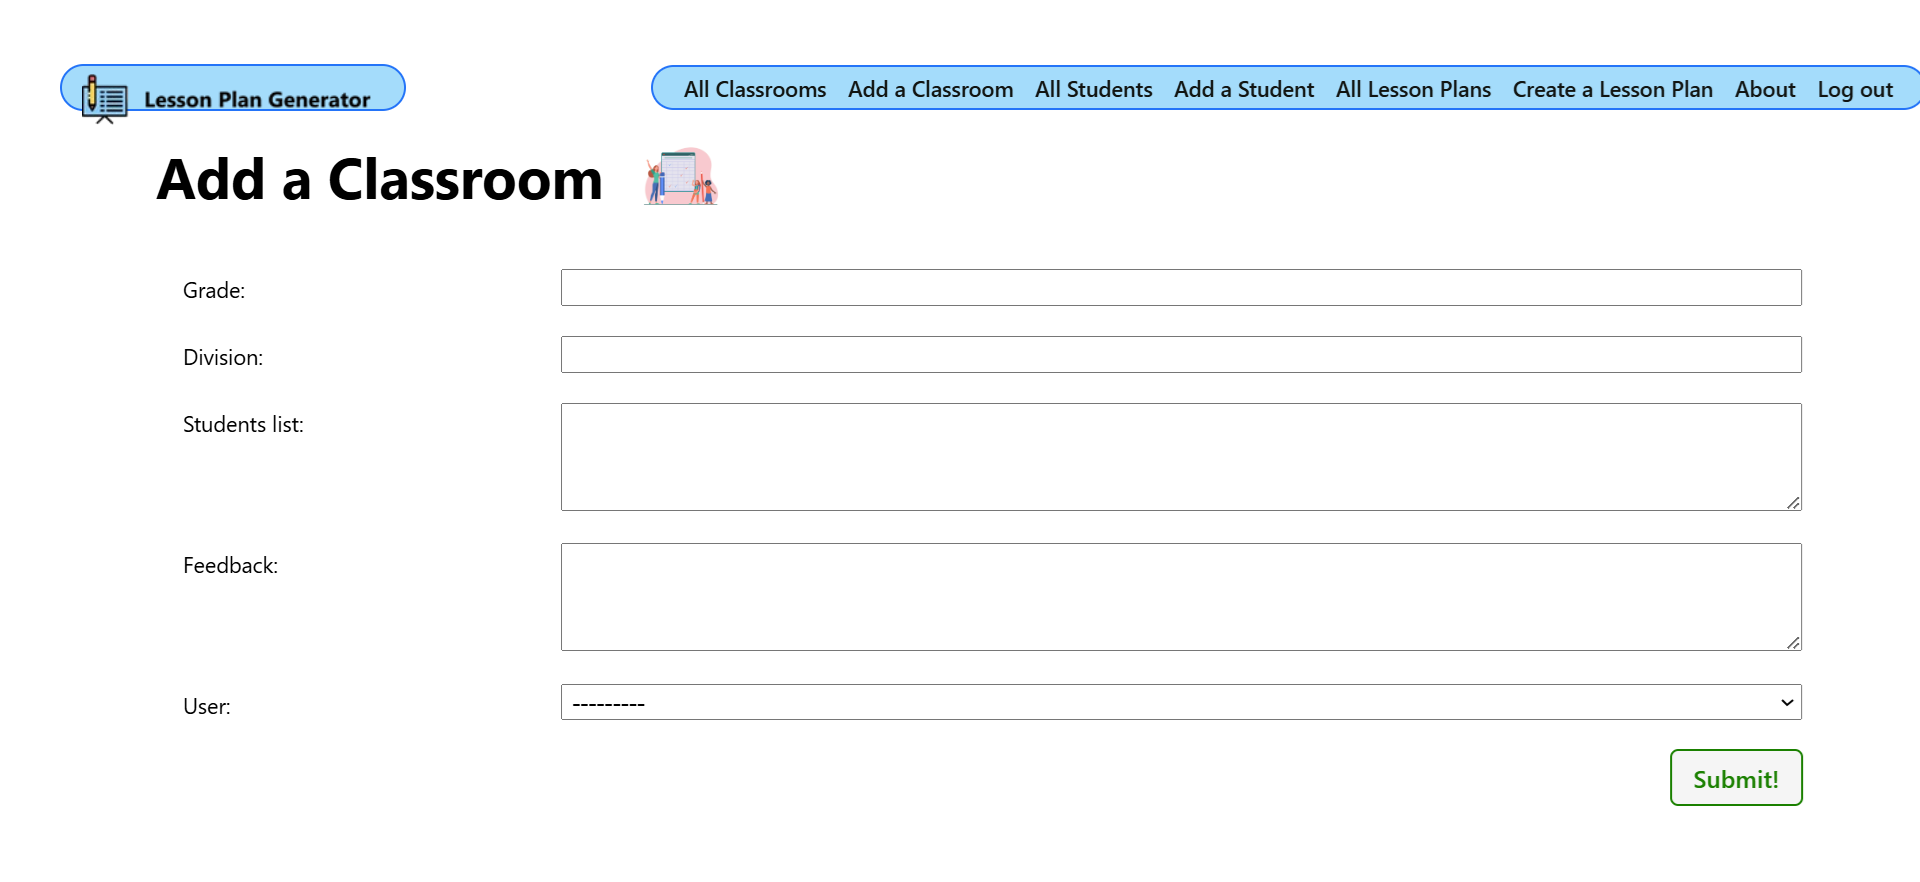 Lesson Plan Generator
All Classrooms Add a Classroom All Students Add a Student All Lesson Plans Create a Lesson Plan About Log out
Add a Classroom
Grade:
Division:
Students list:
Feedback:
User:
---------
Submit!